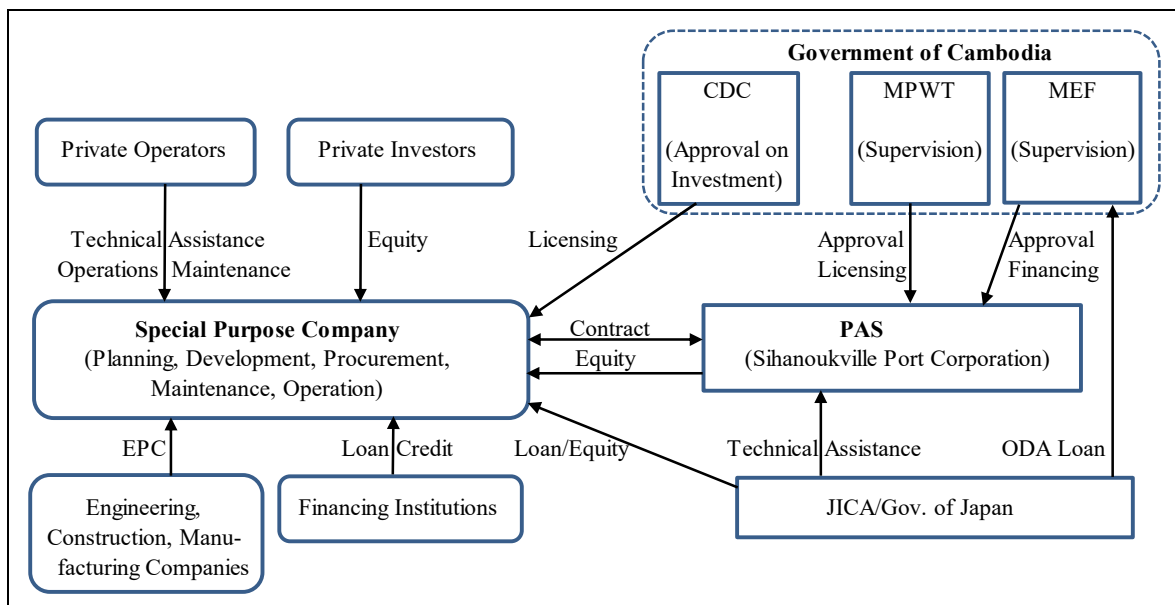 Government of Cambodia
CDC
(Approval on
Investment)
MPWT
(Supervision)
MEF
(Supervision)
Private Operators
Private Investors
Technical Assistance
Operations Maintenance
Equity
Licensing
Approval
Licensing
Approval
Financing
Special Purpose Company
(Planning, Development, Procurement,
Maintenance, Operation)
Contract
Equity
PAS
(Sihanoukville Port Corporation)
EPC
Loan Credit
Loan/Equity
Technical Assistance
ODA Loan
Engineering,
Construction, Manu-
facturing Companies
Financing Institutions
JICA/Gov. of Japan